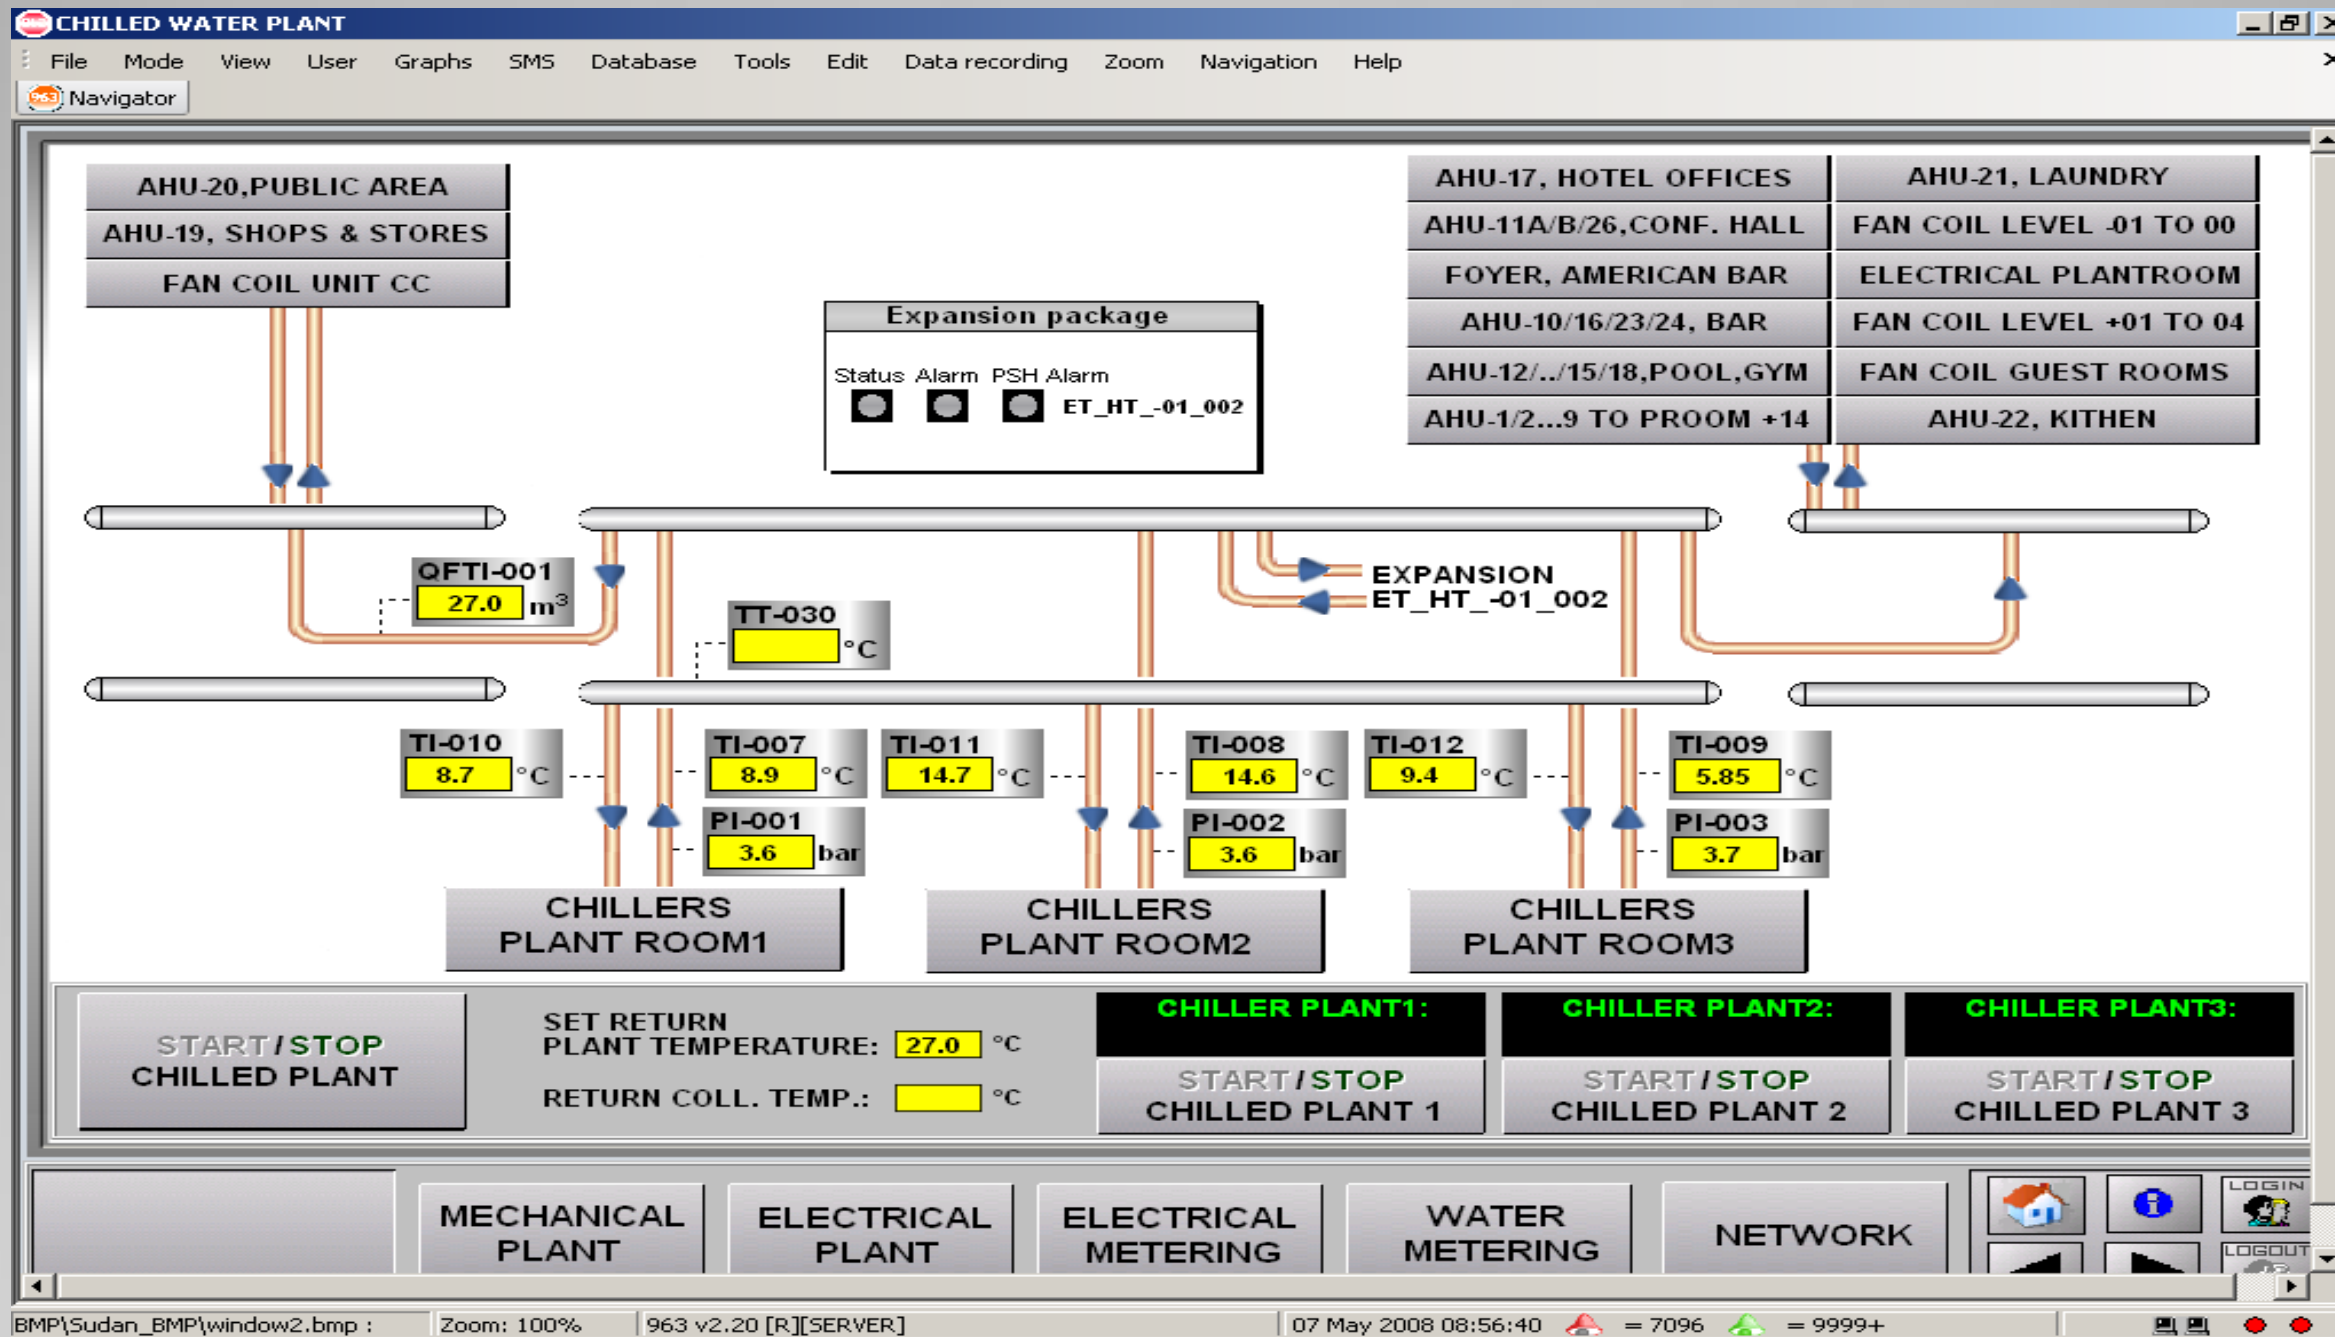 CHILLED WATER PLANT
File Mode View User Graphs SMS Database Tools Edit Data recording Zoom Navigation Help
963 Navigator
AHU-20,PUBLIC AREA
AHU-19, SHOPS & STORES
FAN COIL UNIT CC
AHU-17, HOTEL OFFICES
AHU-21, LAUNDRY
AHU-11A/B/26,CONF. HALL
FAN COIL LEVEL -01 TO 00
FOYER, AMERICAN BAR
ELECTRICAL PLANTROOM
AHU-10/16/23/24, BAR
FAN COIL LEVEL +01 TO 04
AHU-12/../15/18,POOL,GYM
FAN COIL GUEST ROOMS
AHU-1/2...9 TO PROOM +14
AHU-22, KITHEN
Expansion package
Status Alarm PSH Alarm
ET_HT_-01_002
QFTI-001
27.0 m³
TT-030
°C
EXPANSION
ET_HT_-01_002
TI-010
8.7 °C
TI-007
8.9 °C
TI-011
14.7 °C
TI-008
14.6 °C
TI-012
9.4 °C
TI-009
5.85 °C
PI-001
3.6 bar
PI-002
3.6 bar
PI-003
3.7 bar
CHILLERS
PLANT ROOM1
CHILLERS
PLANT ROOM2
CHILLERS
PLANT ROOM3
START/STOP
CHILLED PLANT
SET RETURN
PLANT TEMPERATURE: 27.0 °C
RETURN COLL. TEMP.: °C
CHILLER PLANT1:
START/STOP
CHILLED PLANT 1
CHILLER PLANT2:
START/STOP
CHILLED PLANT 2
CHILLER PLANT3:
START/STOP
CHILLED PLANT 3
MECHANICAL
PLANT
ELECTRICAL
PLANT
ELECTRICAL
METERING
WATER
METERING
NETWORK
LOGIN
LOGOUT
BMP\Sudan_BMP\window2.bmp : Zoom: 100% 963 v2.20 [R][SERVER] 07 May 2008 08:56:40 = 7096 = 9999+